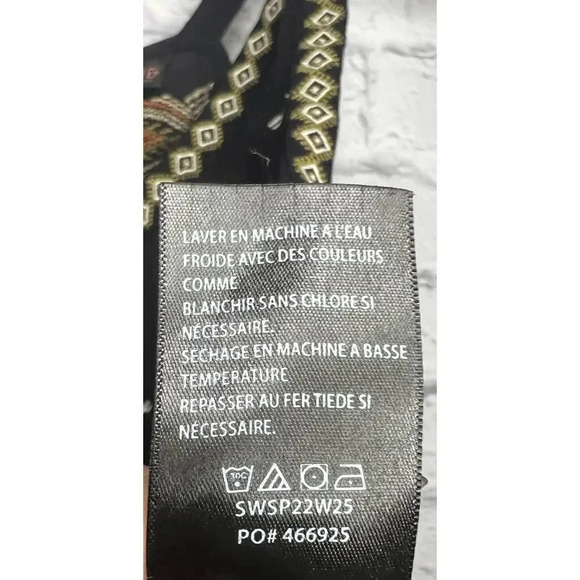 LAVER EN MACHINE A L'EAU
FROIDE AVEC DES COULEURS
COMME
BLANCHIR SANS CHLORE SI
NÉCESSAIRE.
SECHAGE EN MACHINE A BASSE
TEMPERATURE
REPASSER AU FER TIEDE SI
NÉCESSAIRE.
SWSP22W25
PO# 466925